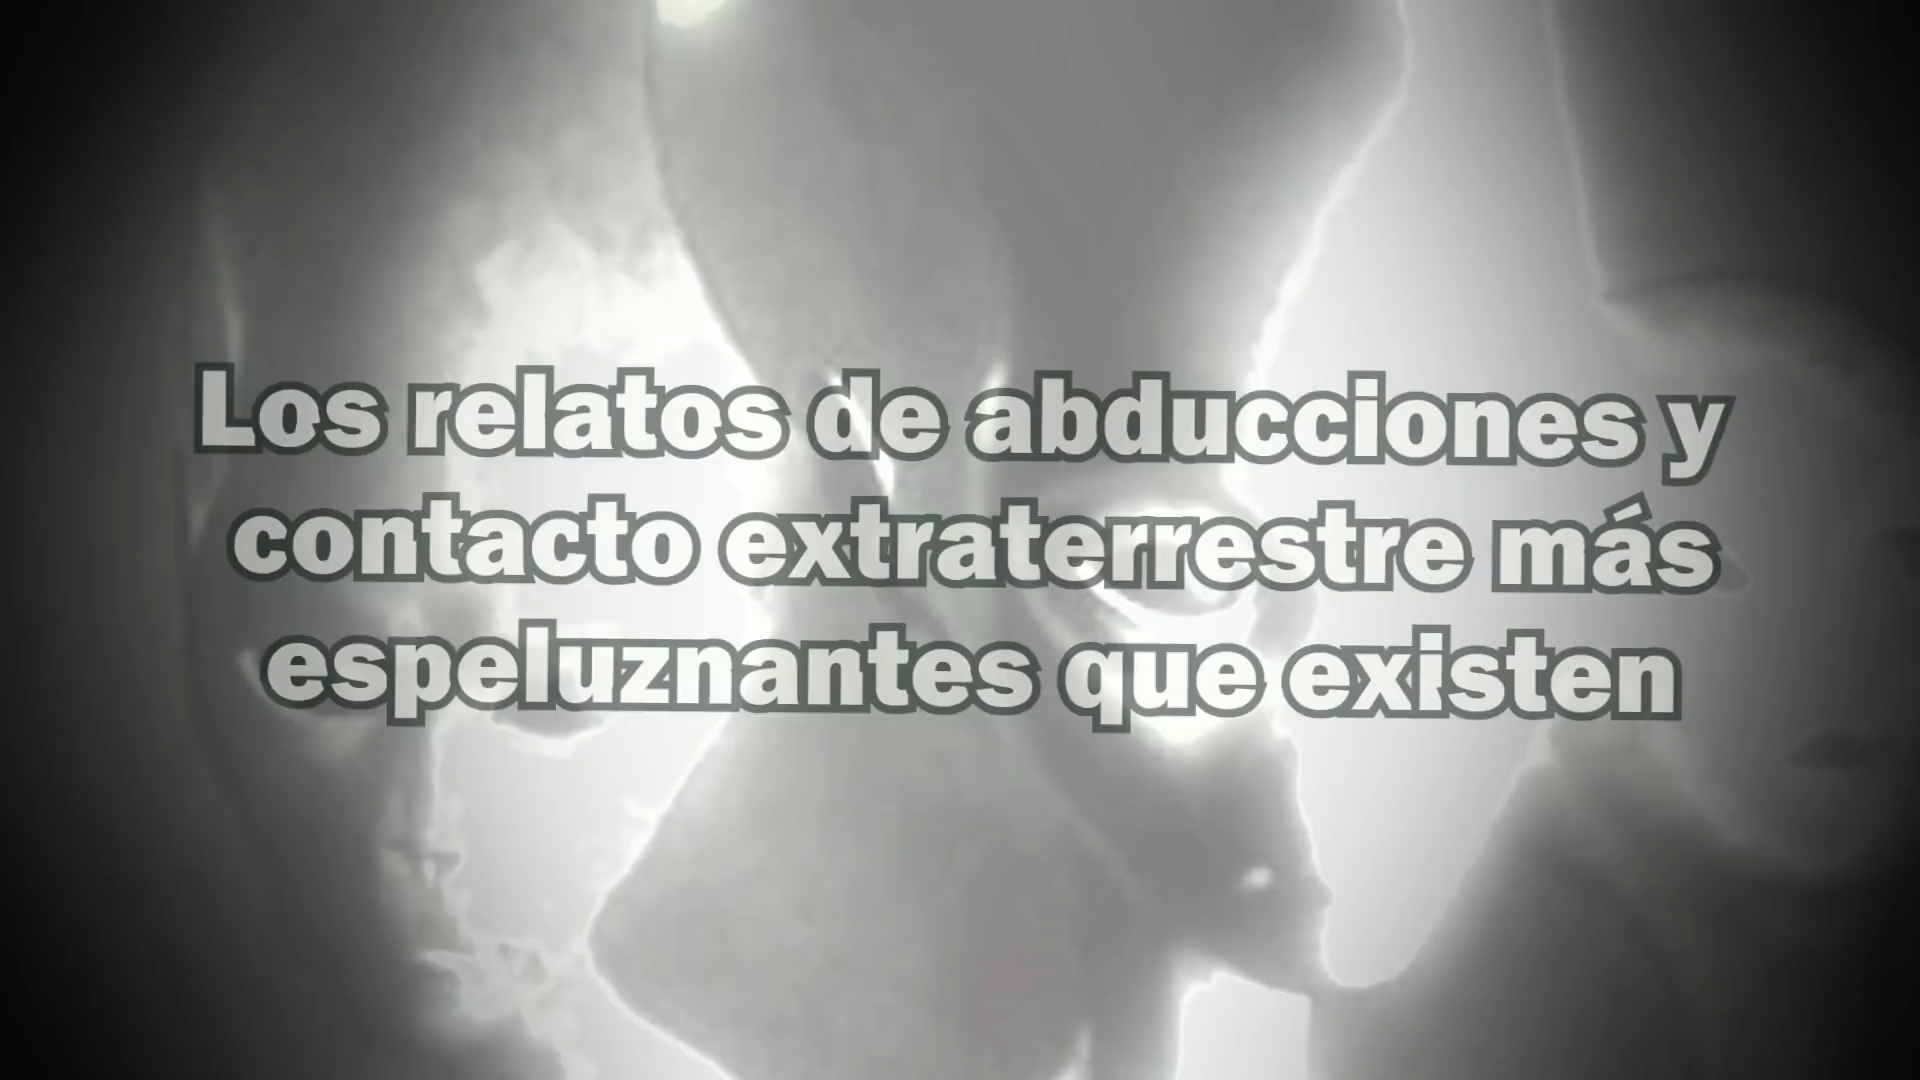 Los relatos de abducciones y
contacto extraterrestre más
espeluznantes que existen